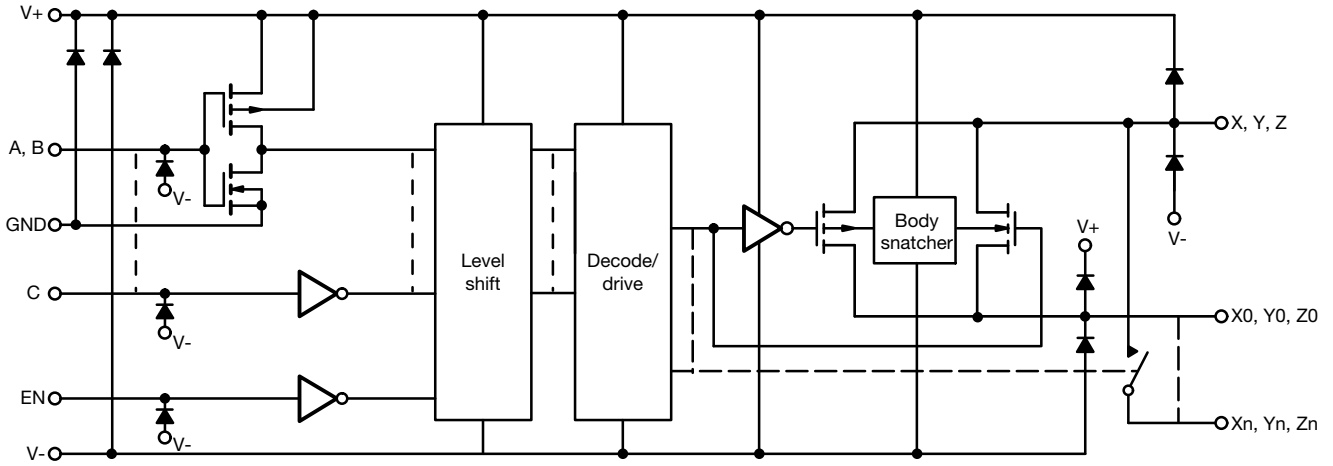 V+
X, Y, Z
A, B
V-
GND
V-
V+
Body
snatcher
Level
shift
Decode/
drive
C
X0, Y0, Z0
V-
EN
V-
Xn, Yn, Zn
V-